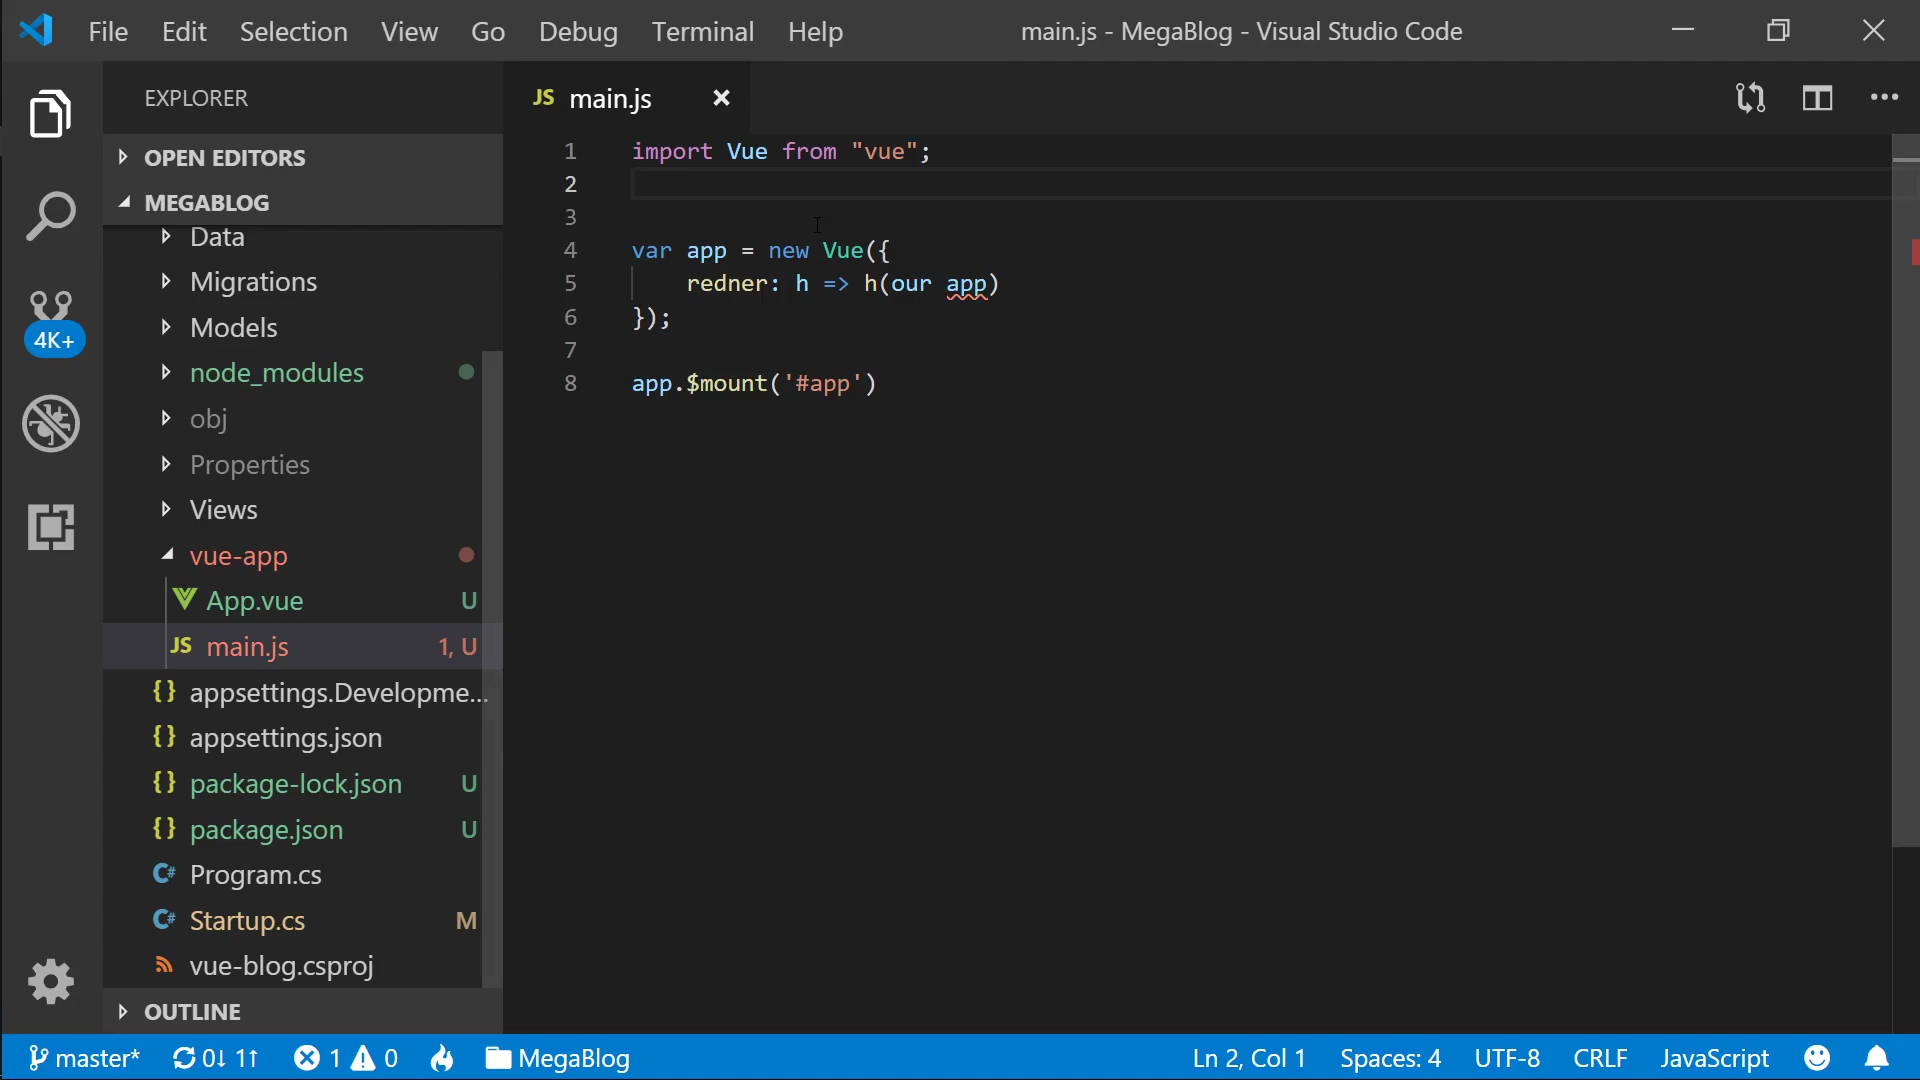 File Edit Selection View Go Debug Terminal Help main.js - MegaBlog - Visual Studio Code
EXPLORER
OPEN EDITORS
MEGABLOG
Data
Migrations
Models
node_modules
obj
Properties
Views
vue-app
App.vue U
JS main.js 1, U
{} appsettings.Developme...
{} appsettings.json
{} package-lock.json U
{} package.json U
C# Program.cs
C# Startup.cs M
vue-blog.csproj
OUTLINE
4K+
JS main.js
1 import Vue from "vue";
2
3
4 var app = new Vue({
5 redner: h => h(our app)
6 });
7
8 app.$mount('#app')
master* 0↓ 1↑ 1 0 MegaBlog Ln 2, Col 1 Spaces: 4 UTF-8 CRLF JavaScript